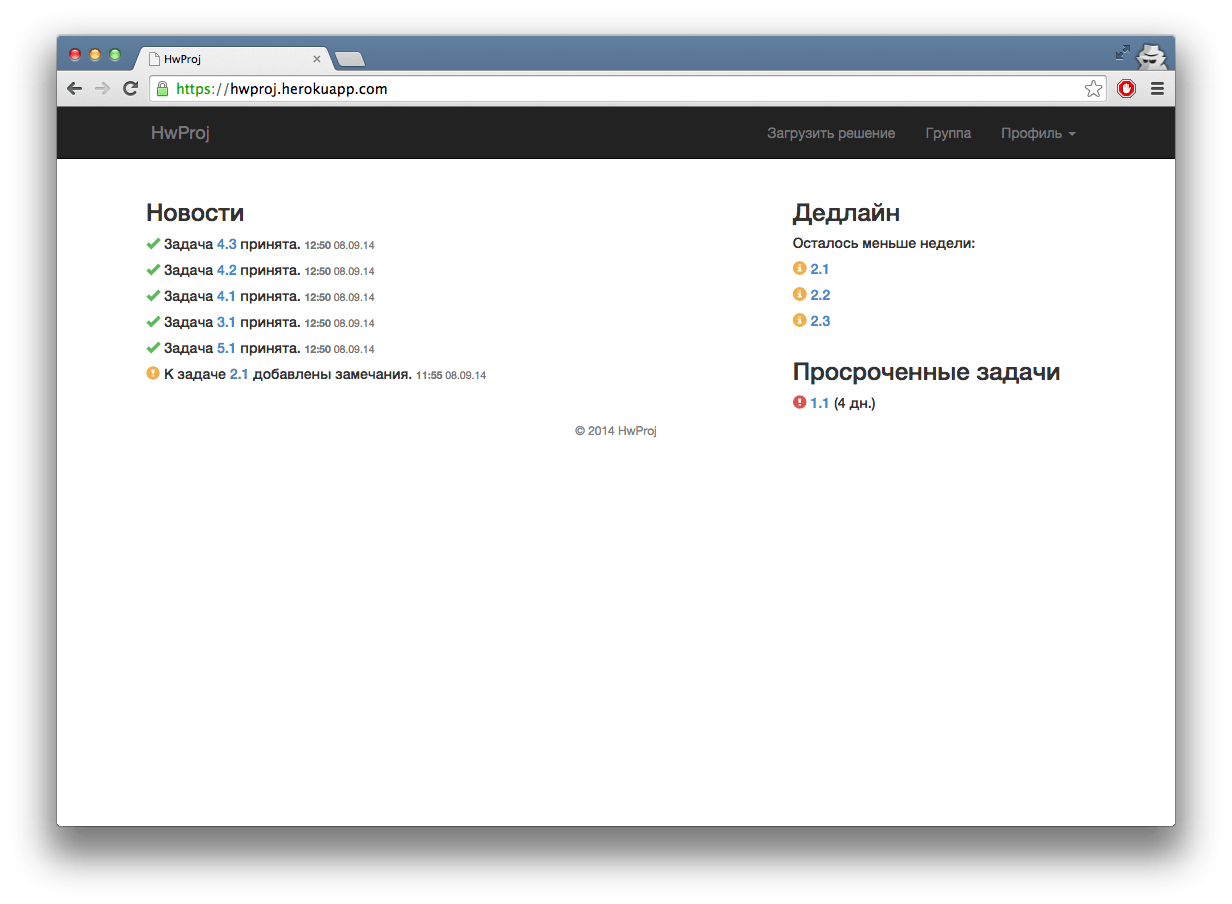 HwProj
https://hwproj.herokuapp.com
HwProj
Загрузить решение
Группа
Профиль
Новости
Задача 4.3 принята. 12:50 08.09.14
Задача 4.2 принята. 12:50 08.09.14
Задача 4.1 принята. 12:50 08.09.14
Задача 3.1 принята. 12:50 08.09.14
Задача 5.1 принята. 12:50 08.09.14
К задаче 2.1 добавлены замечания. 11:55 08.09.14
Дедлайн
Осталось меньше недели:
2.1
2.2
2.3
Просроченные задачи
1.1 (4 дн.)
© 2014 HwProj